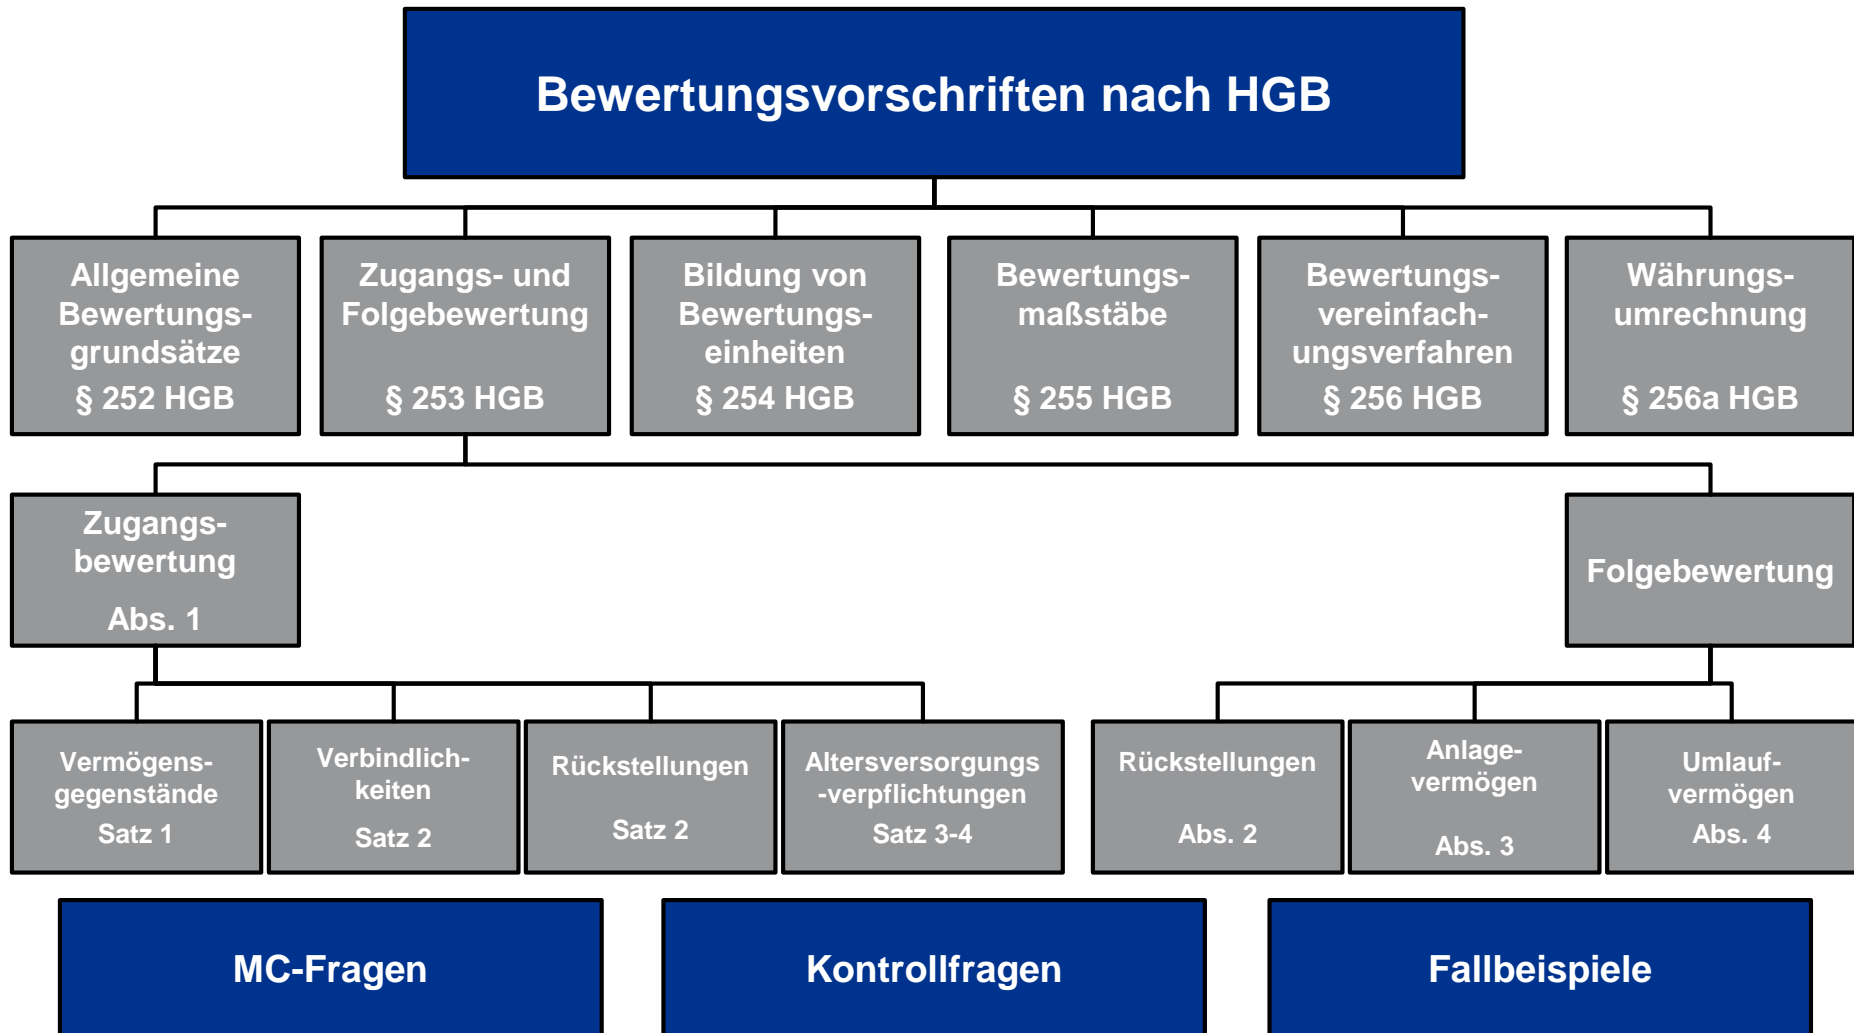 Bewertungsvorschriften nach HGB
Allgemeine
Bewertungs-
grundsätze
§ 252 HGB
Zugangs- und
Folgebewertung
§ 253 HGB
Bildung von
Bewertungs-
einheiten
§ 254 HGB
Bewertungs-
maßstäbe
§ 255 HGB
Bewertungs-
vereinfach-
ungsverfahren
§ 256 HGB
Währungs-
umrechnung
§ 256a HGB
Zugangs-
bewertung
Abs. 1
Folgebewertung
Vermögens-
gegenstände
Satz 1
Verbindlich-
keiten
Satz 2
Rückstellungen
Satz 2
Altersversorgungs
-verpflichtungen
Satz 3-4
Rückstellungen
Abs. 2
Anlage-
vermögen
Abs. 3
Umlauf-
vermögen
Abs. 4
MC-Fragen
Kontrollfragen
Fallbeispiele